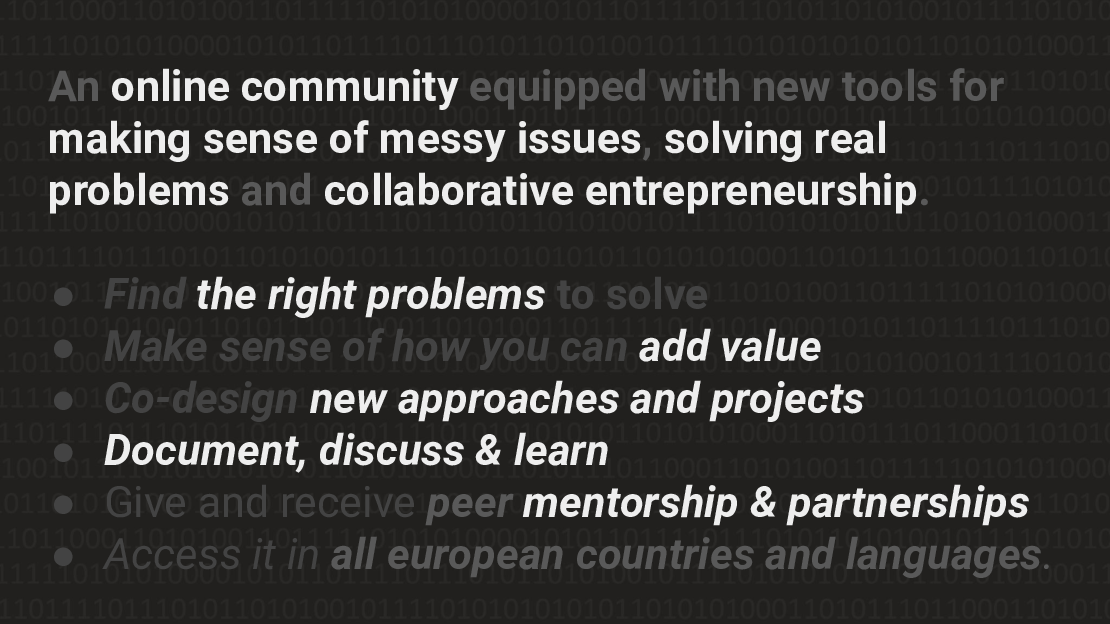 An online community equipped with new tools for
making sense of messy issues, solving real
problems and collaborative entrepreneurship.
● Find the right problems to solve
● Make sense of how you can add value
● Co-design new approaches and projects
● Document, discuss & learn
● Give and receive peer mentorship & partnerships
● Access it in all european countries and languages.